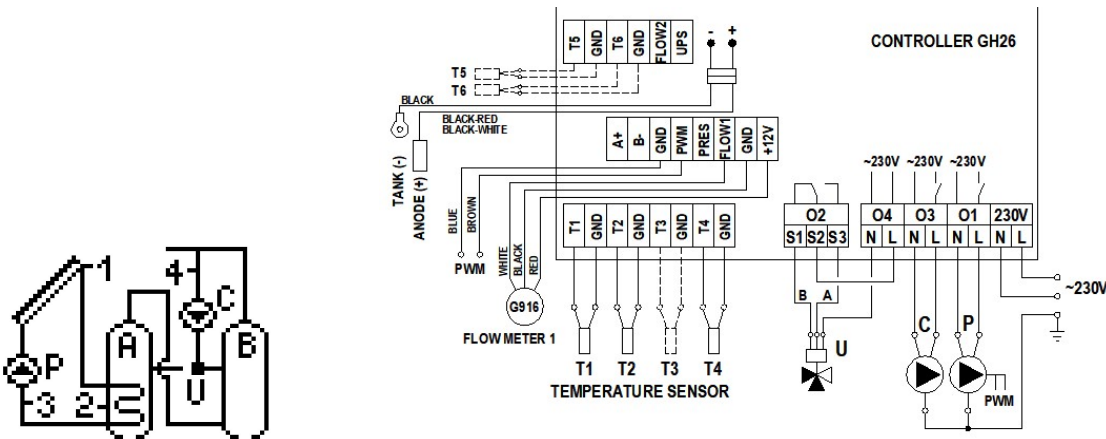 1
4
C
A
B
P
U
3
2
CONTROLLER GH26
T5 GND T6 GND FLOW2 UPS
- +
T5
T6
BLACK
BLACK-RED
BLACK-WHITE
TANK (-)
ANODE (+)
A+ B- GND PWM PRES FLOW1 GND +12V
BLUE
BROWN
PWM
WHITE
BLACK
RED
G916
FLOW METER 1
T1 GND T2 GND T3 GND T4 GND
T1 T2 T3 T4
TEMPERATURE SENSOR
~230V ~230V ~230V
O2 O4 O3 O1 230V
S1 S2 S3 N L N L N L N L
B A
U
C P
PWM
~230V